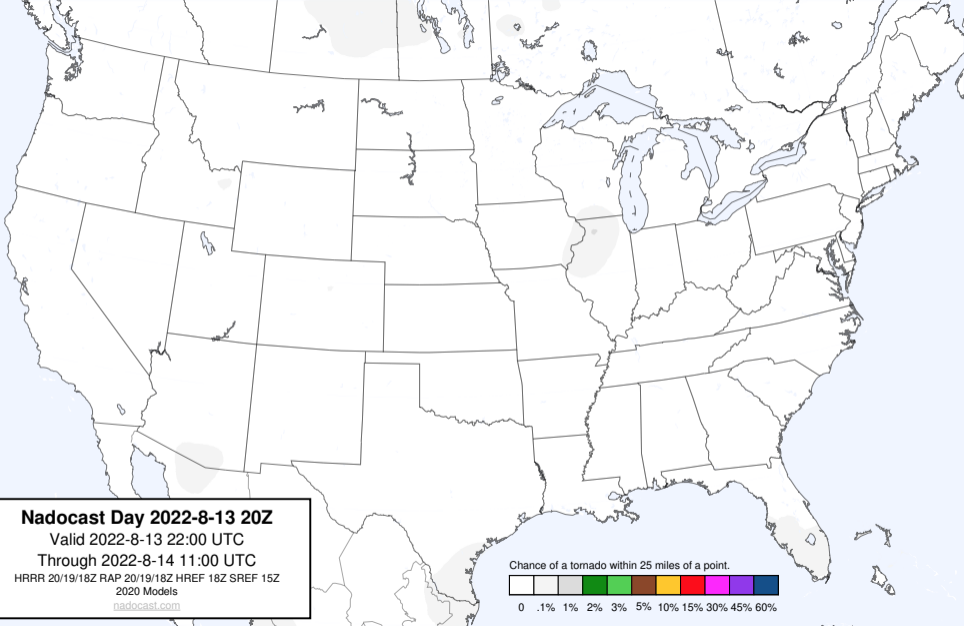 Nadocast Day 2022-8-13 20Z
Valid 2022-8-13 22:00 UTC
Through 2022-8-14 11:00 UTC
HRRR 20/19/18Z RAP 20/19/18Z HREF 18Z SREF 15Z
2020 Models
nadocast.com
Chance of a tornado within 25 miles of a point.
0 .1% 1% 2% 3% 5% 10% 15% 30% 45% 60%